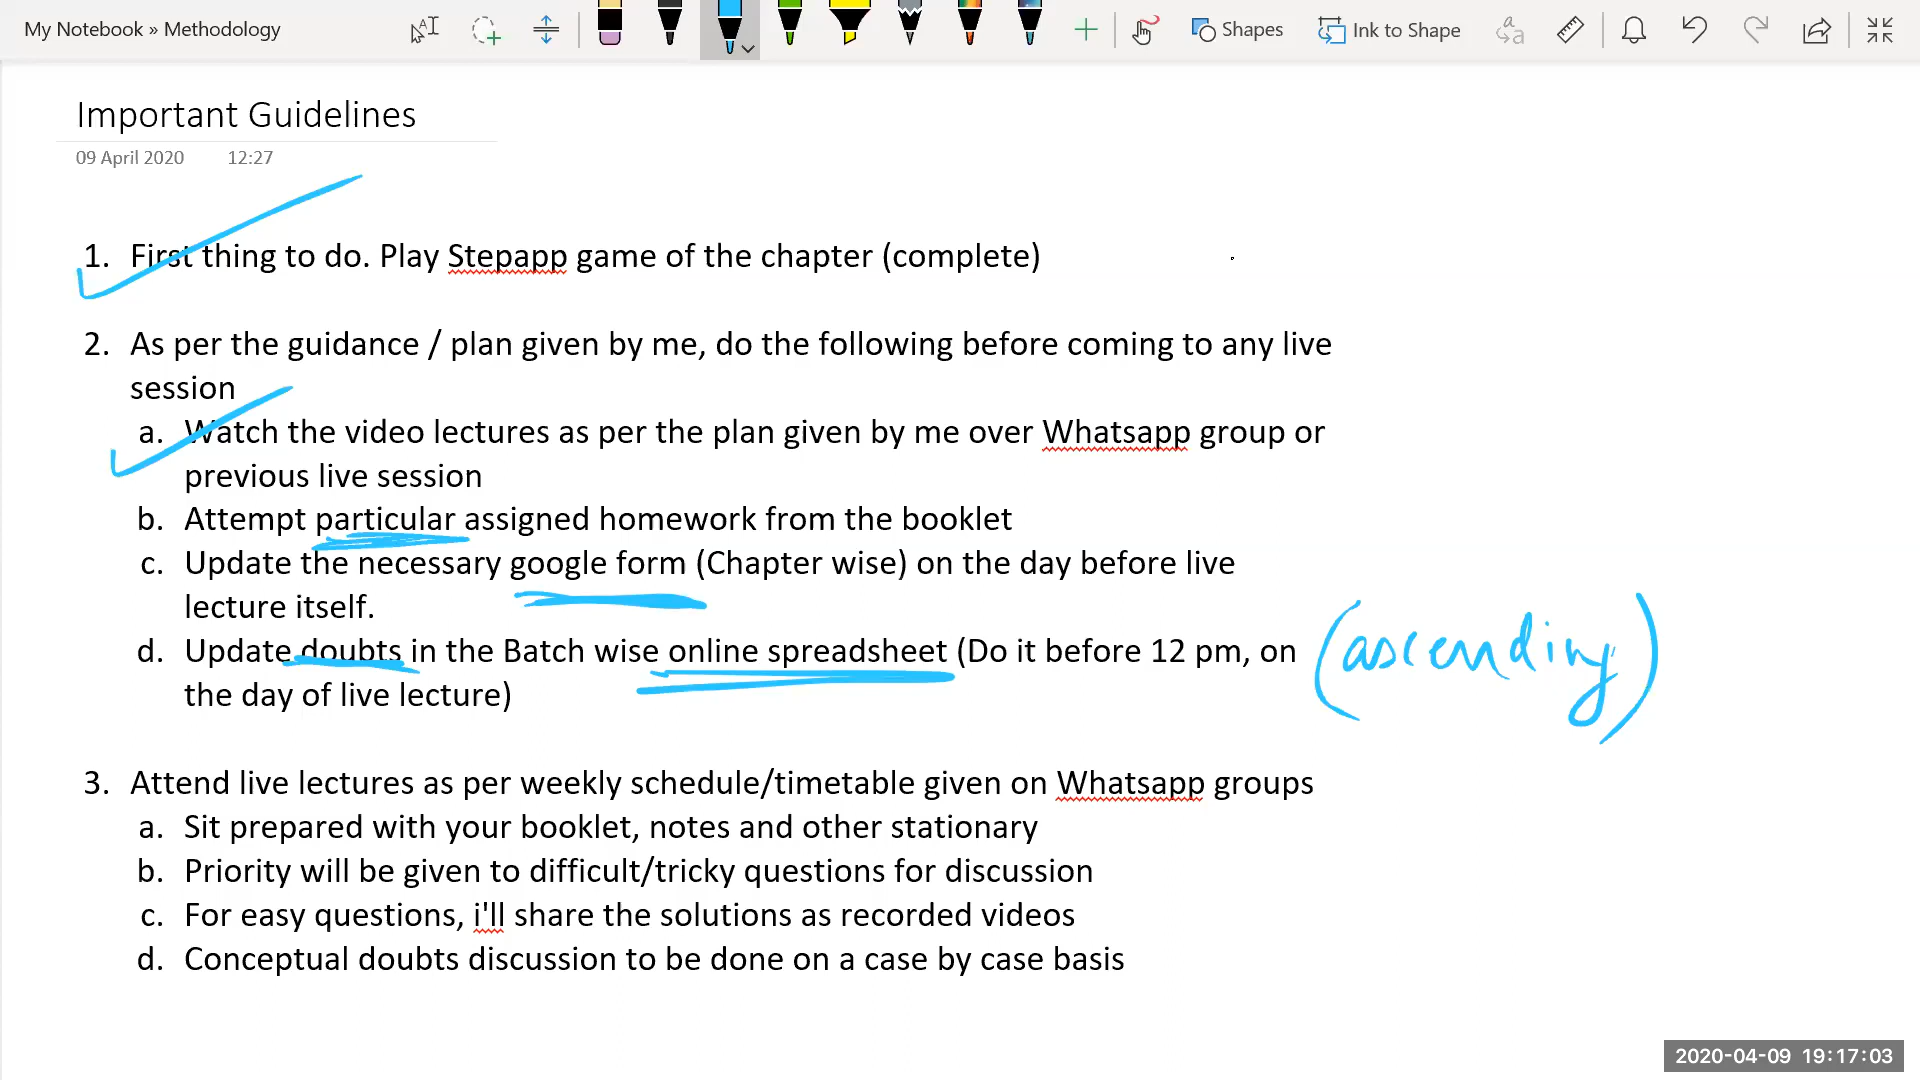 My Notebook » Methodology
Shapes
Ink to Shape
Important Guidelines
09 April 2020 12:27
1. First thing to do. Play Stepapp game of the chapter (complete)
2. As per the guidance / plan given by me, do the following before coming to any live
session
a. Watch the video lectures as per the plan given by me over Whatsapp group or
previous live session
b. Attempt particular assigned homework from the booklet
c. Update the necessary google form (Chapter wise) on the day before live
lecture itself.
d. Update doubts in the Batch wise online spreadsheet (Do it before 12 pm, on
the day of live lecture)
(ascending)
3. Attend live lectures as per weekly schedule/timetable given on Whatsapp groups
a. Sit prepared with your booklet, notes and other stationary
b. Priority will be given to difficult/tricky questions for discussion
c. For easy questions, i'll share the solutions as recorded videos
d. Conceptual doubts discussion to be done on a case by case basis
2020-04-09 19:17:03